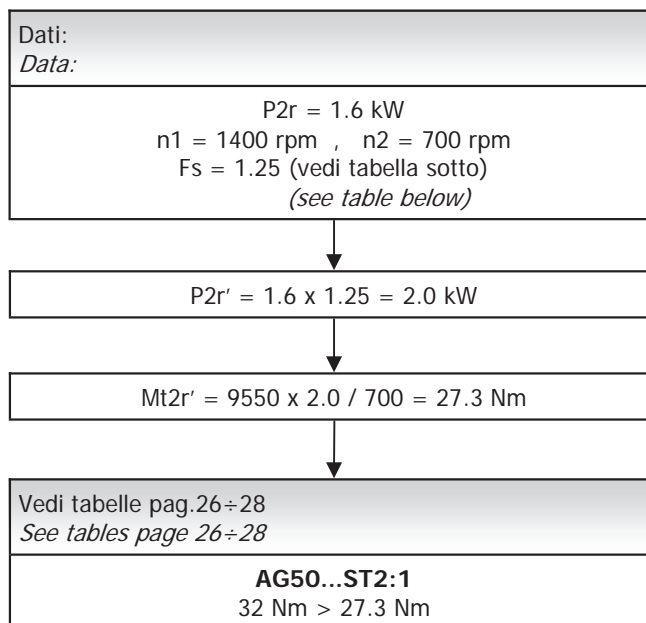 Dati:
Data:
P2r = 1.6 kW
n1 = 1400 rpm , n2 = 700 rpm
Fs = 1.25 (vedi tabella sotto)
(see table below)
P2r' = 1.6 x 1.25 = 2.0 kW
Mt2r' = 9550 x 2.0 / 700 = 27.3 Nm
Vedi tabelle pag.26÷28
See tables page 26÷28
AG50...ST2:1
32 Nm > 27.3 Nm